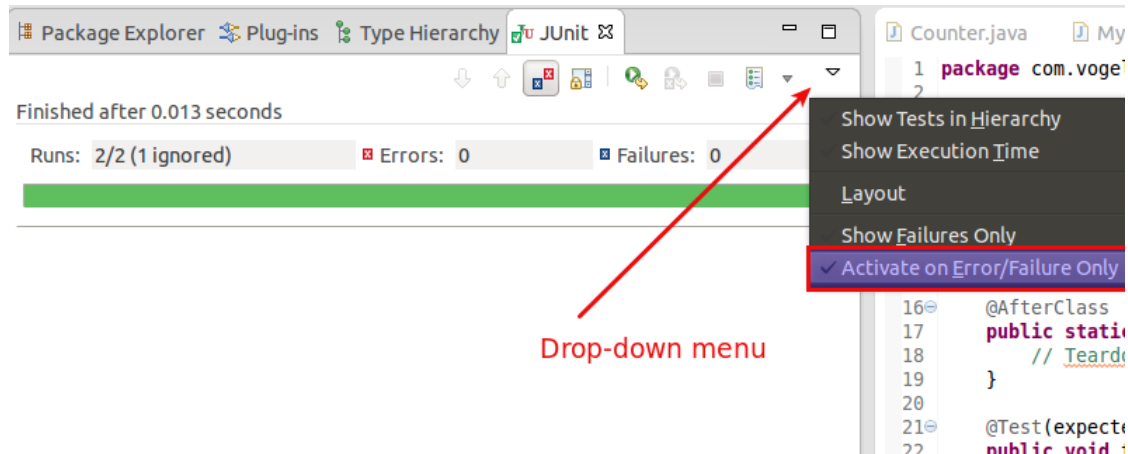 Package Explorer Plug-ins Type Hierarchy JUnit
Finished after 0.013 seconds
Runs: 2/2 (1 ignored) Errors: 0 Failures: 0
Drop-down menu
Show Tests in Hierarchy
Show Execution Time
Layout
Show Failures Only
Activate on Error/Failure Only
Counter.java My
1 package com.vogel
2
16 @AfterClass
17 public static
18 // Teardo
19 }
20
21 @Test(expecte
22 public void